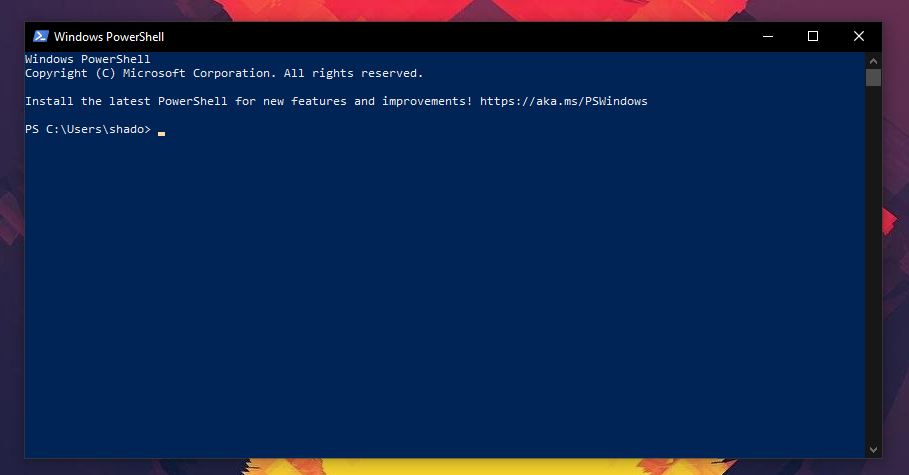 Windows PowerShell
Windows PowerShell
Copyright (C) Microsoft Corporation. All rights reserved.
Install the latest PowerShell for new features and improvements! https://aka.ms/PSWindows
PS C:\Users\shado>